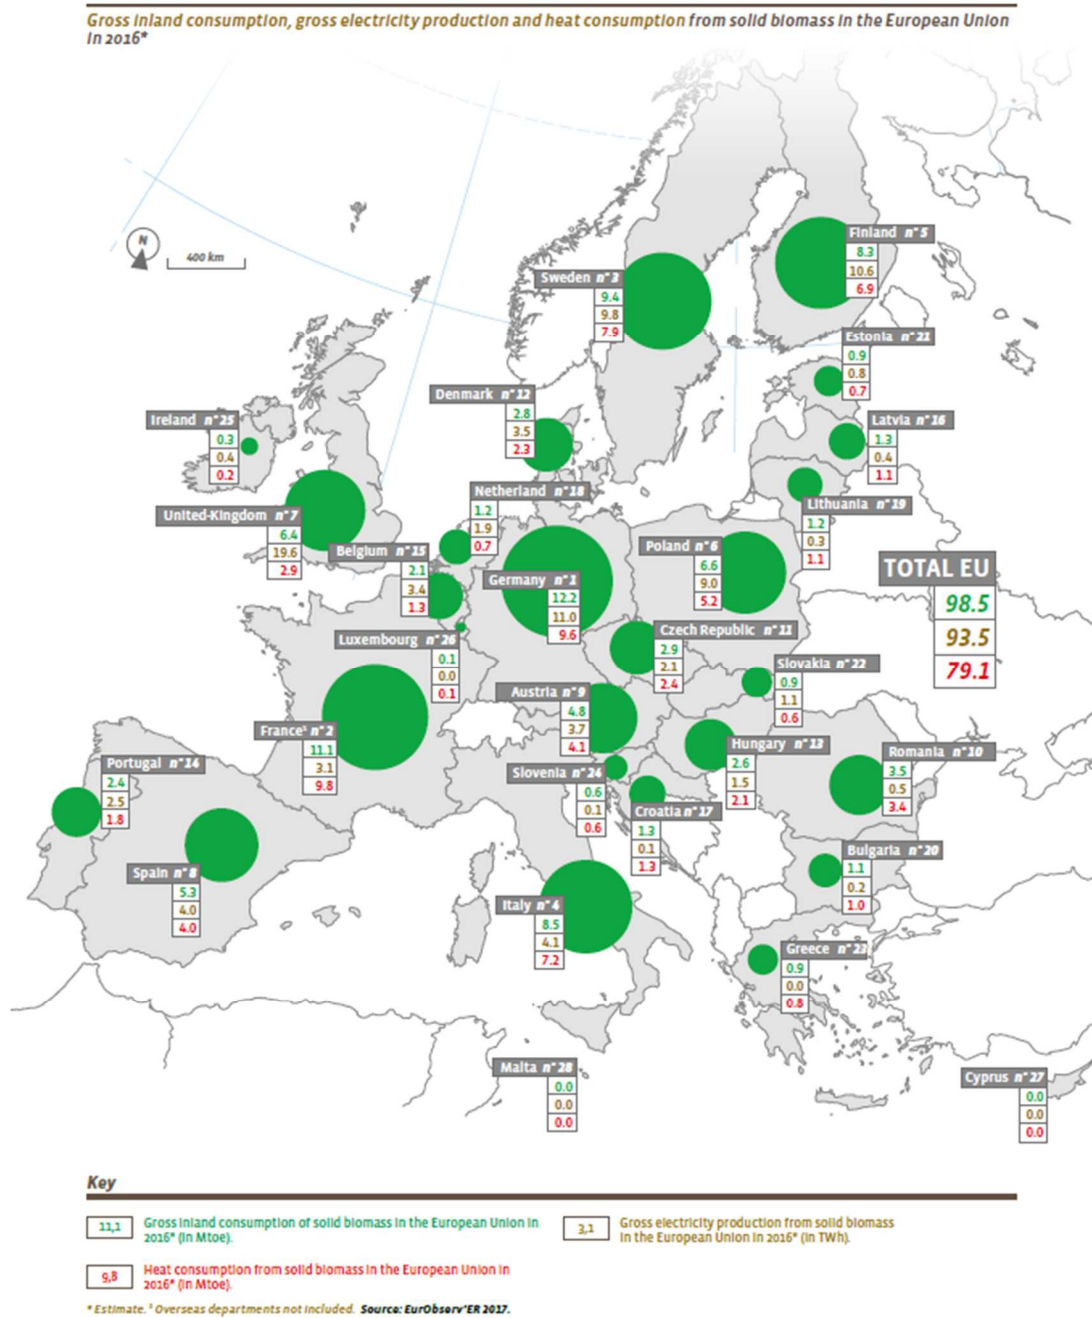 Gross inland consumption, gross electricity production and heat consumption from solid biomass in the European Union
in 2016*
N
400 km
Finland n°5
8.3
10.6
6.9
Sweden n°3
9.4
9.8
7.9
Estonia n°21
0.9
0.8
0.7
Denmark n°12
2.8
3.5
2.3
Ireland n°25
0.3
0.4
0.2
Latvia n°16
1.3
0.4
1.1
Netherland n°18
1.2
1.9
0.7
Lithuania n°19
1.2
0.3
1.1
United-Kingdom n°7
6.4
19.6
2.9
Belgium n°15
2.1
3.4
1.3
Poland n°6
6.6
9.0
5.2
TOTAL EU
98.5
93.5
79.1
Germany n°1
12.2
11.0
9.6
Luxembourg n°26
0.1
0.0
0.1
Czech Republic n°11
2.9
2.1
2.4
Slovakia n°22
0.9
1.1
0.6
Austria n°9
4.8
3.7
4.1
France¹ n°2
11.1
3.1
9.8
Hungary n°13
2.6
1.5
2.1
Romania n°10
3.5
0.5
3.4
Portugal n°14
2.4
2.5
1.8
Slovenia n°24
0.6
0.1
0.6
Croatia n°17
1.3
0.1
1.3
Bulgaria n°20
1.1
0.2
1.0
Spain n°8
5.3
4.0
4.0
Italy n°4
8.5
4.1
7.2
Greece n°23
0.9
0.0
0.8
Malta n°28
0.0
0.0
0.0
Cyprus n°27
0.0
0.0
0.0
Key
11,1
Gross inland consumption of solid biomass in the European Union in
2016* (in Mtoe).
3,1
Gross electricity production from solid biomass
in the European Union in 2016* (in TWh).
9,8
Heat consumption from solid biomass in the European Union in
2016* (in Mtoe).
* Estimate. ¹ Overseas departments not included. Source: EurObserv'ER 2017.